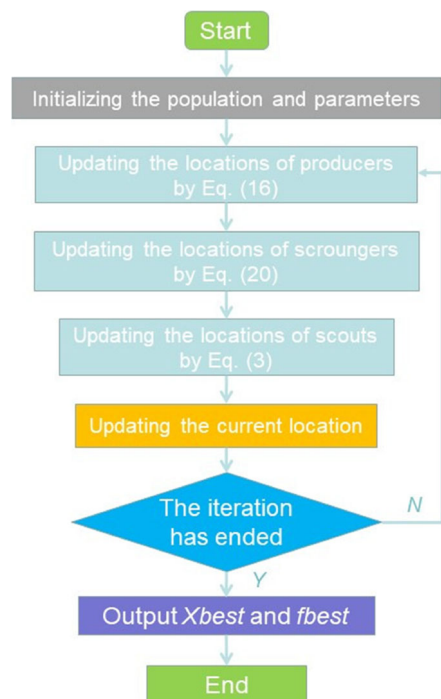 Start
Initializing the population and parameters
Updating the locations of producers
by Eq. (16)
Updating the locations of scroungers
by Eq. (20)
Updating the locations of scouts
by Eq. (3)
Updating the current location
The iteration
has ended
N
Y
Output Xbest and fbest
End